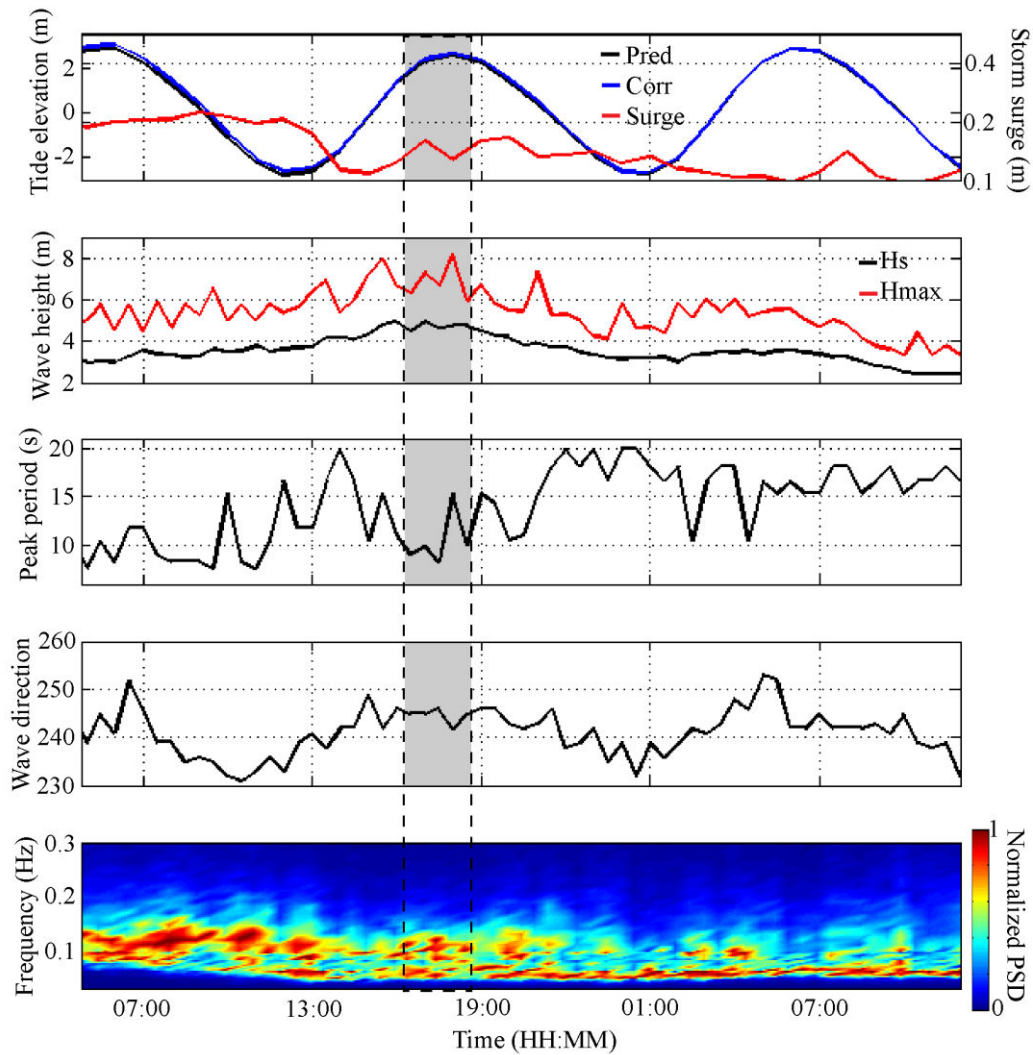 Tide elevation (m)
2
0
-2
Pred
Corr
Surge
0.4
0.2
0.1
Storm surge (m)
Wave height (m)
8
6
4
2
Hs
Hmax
Peak period (s)
20
15
10
Wave direction
260
250
240
230
Frequency (Hz)
0.3
0.2
0.1
1
0
Normalized PSD
07:00 13:00 19:00 01:00 07:00
Time (HH:MM)